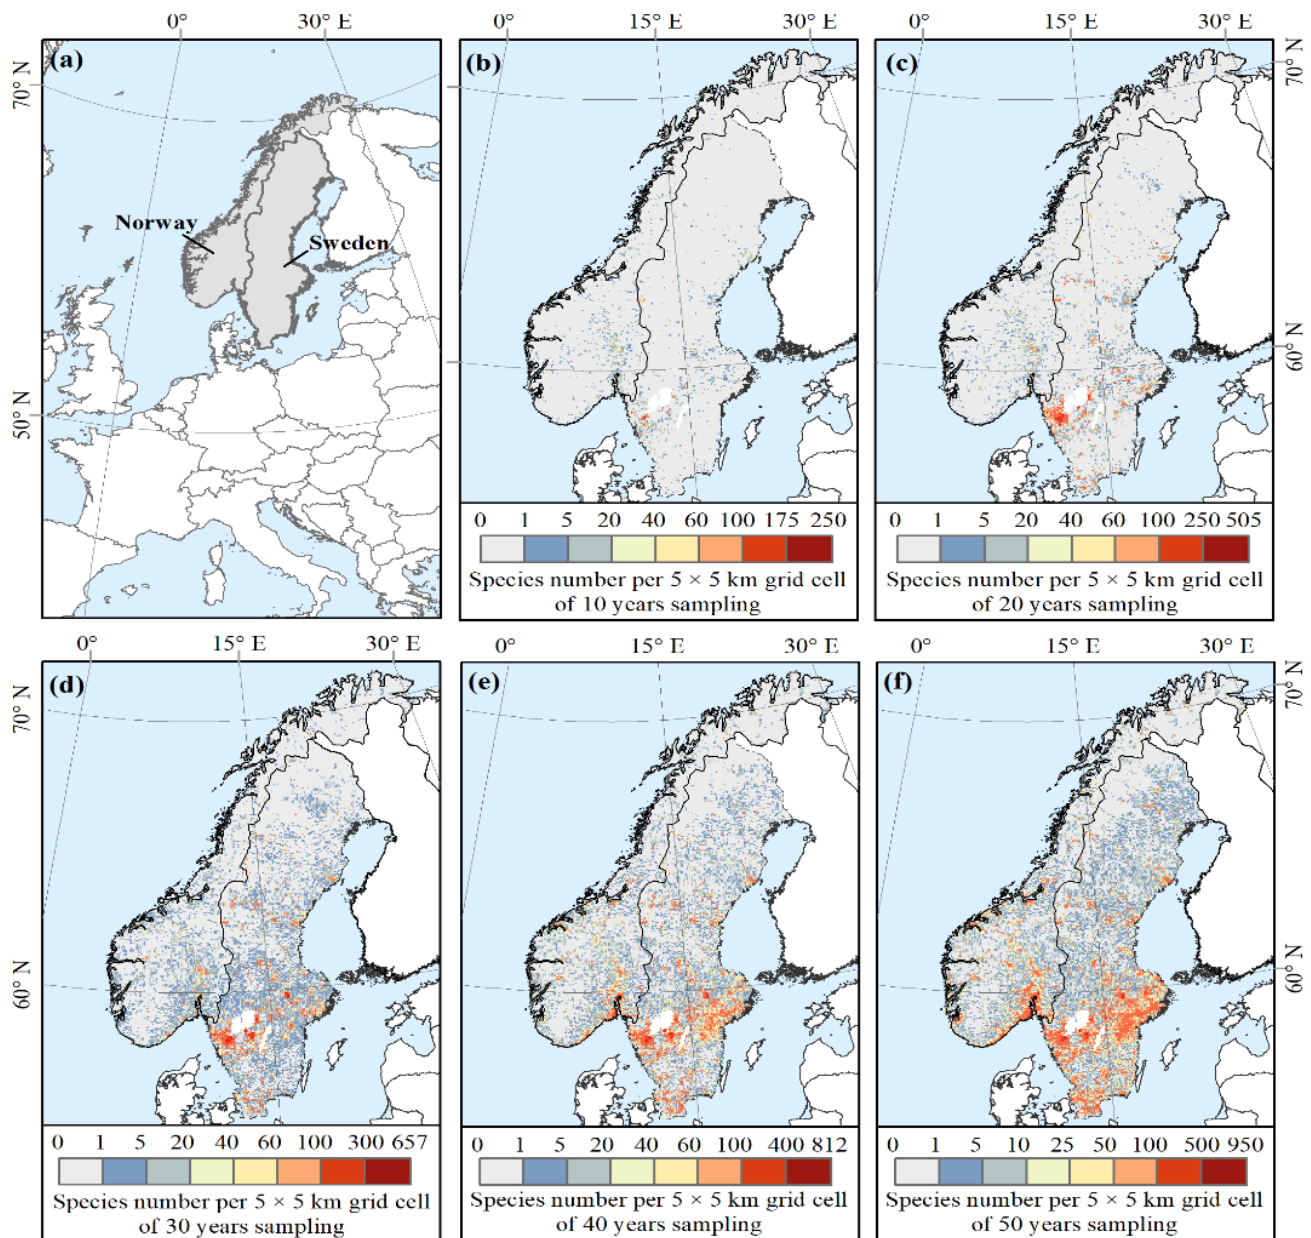 0° 30° E 0° 15° E 30° E 0° 15° E 30° E
(a) (b) (c)
70° N 70° N
Norway
Sweden
50° N 60° N
0 1 5 20 40 60 100 175 250
Species number per 5 × 5 km grid cell
of 10 years sampling
0 1 5 20 40 60 100 250 505
Species number per 5 × 5 km grid cell
of 20 years sampling
0° 15° E 30° E 0° 15° E 30° E 0° 15° E 30° E
(d) (e) (f)
70° N 70° N
60° N 60° N
0 1 5 20 40 60 100 300 657
Species number per 5 × 5 km grid cell
of 30 years sampling
0 1 5 20 40 60 100 400 812
Species number per 5 × 5 km grid cell
of 40 years sampling
0 1 5 10 25 50 100 500 950
Species number per 5 × 5 km grid cell
of 50 years sampling